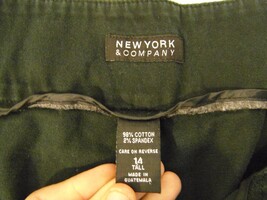 NEW YORK
& COMPANY
98% COTTON
2% SPANDEX
CARE ON REVERSE
14
TALL
MADE IN
GUATEMALA